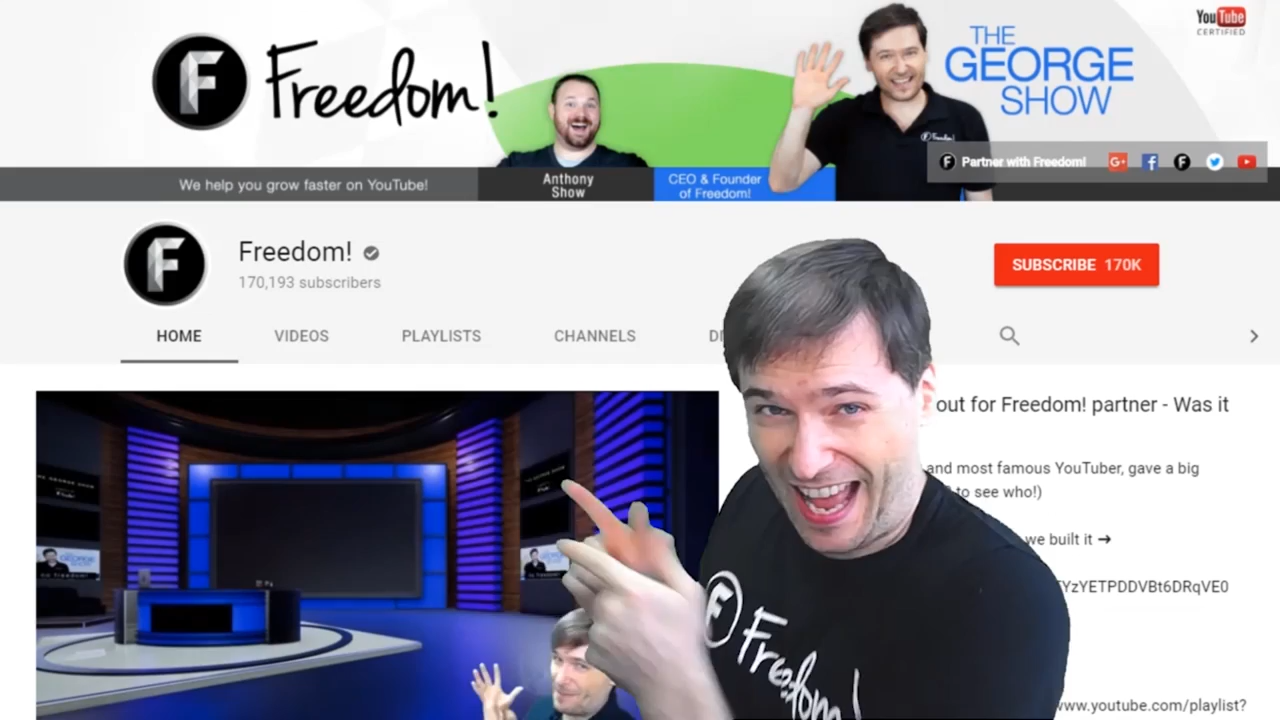 YouTube
CERTIFIED
F Freedom!
THE
GEORGE
SHOW
Freedom!
F Partner with Freedom! G+
We help you grow faster on YouTube!
Anthony
Show
CEO & Founder
of Freedom!
F
Freedom!
170,193 subscribers
SUBSCRIBE 170K
HOME VIDEOS PLAYLISTS CHANNELS DI
out for Freedom! partner - Was it
and most famous YouTuber, gave a big
to see who!)
we built it ➔
YzYETPDDVBt6DRqVE0
F Freedom!
www.youtube.com/playlist?